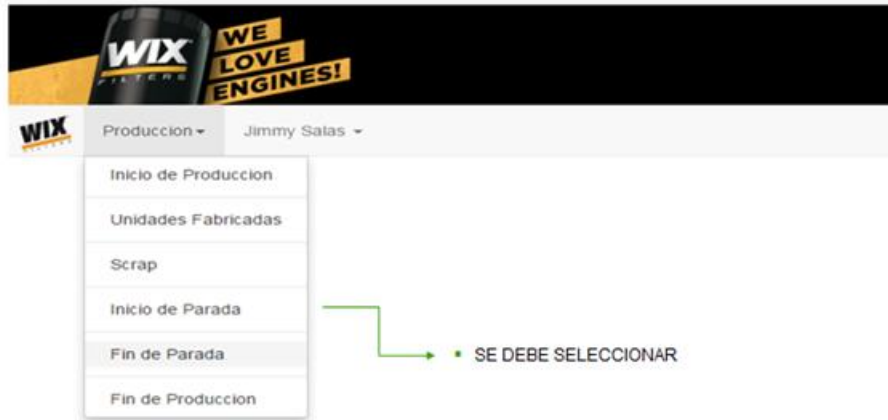 WIX
FILTERS
WE
LOVE
ENGINES!
WIX
FILTERS
Produccion
Jimmy Salas
Inicio de Produccion
Unidades Fabricadas
Scrap
Inicio de Parada
Fin de Parada
SE DEBE SELECCIONAR
Fin de Produccion